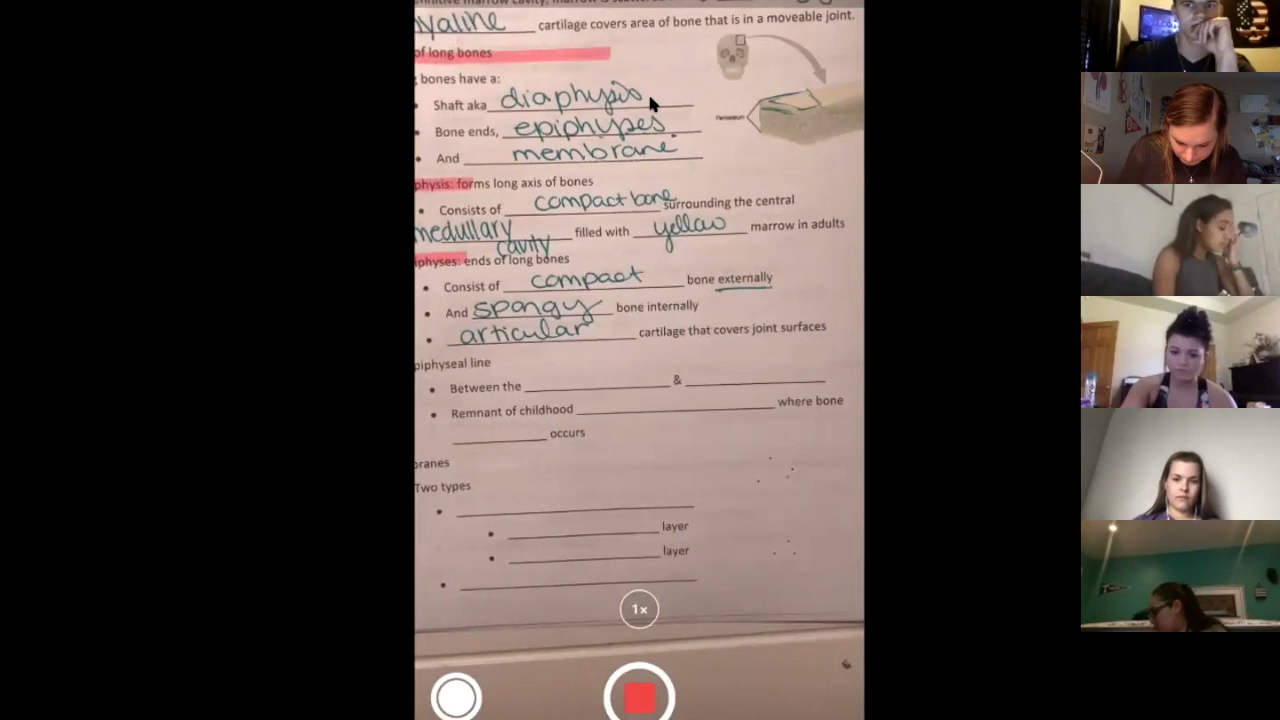 cartilage covers area of bone that is in a moveable joint.
of long bones
bones have a:
Shaft aka diaphysis
Bone ends, epiphyses
And membrane
physis: forms long axis of bones
Consists of compact bone surrounding the central
medullary cavity filled with yellow marrow in adults
iphyses: ends of long bones
Consist of compact bone externally
And spongy bone internally
articular cartilage that covers joint surfaces
piphyseal line
Between the & 
Remnant of childhood where bone
occurs
ranes
Two types
layer
layer
1x